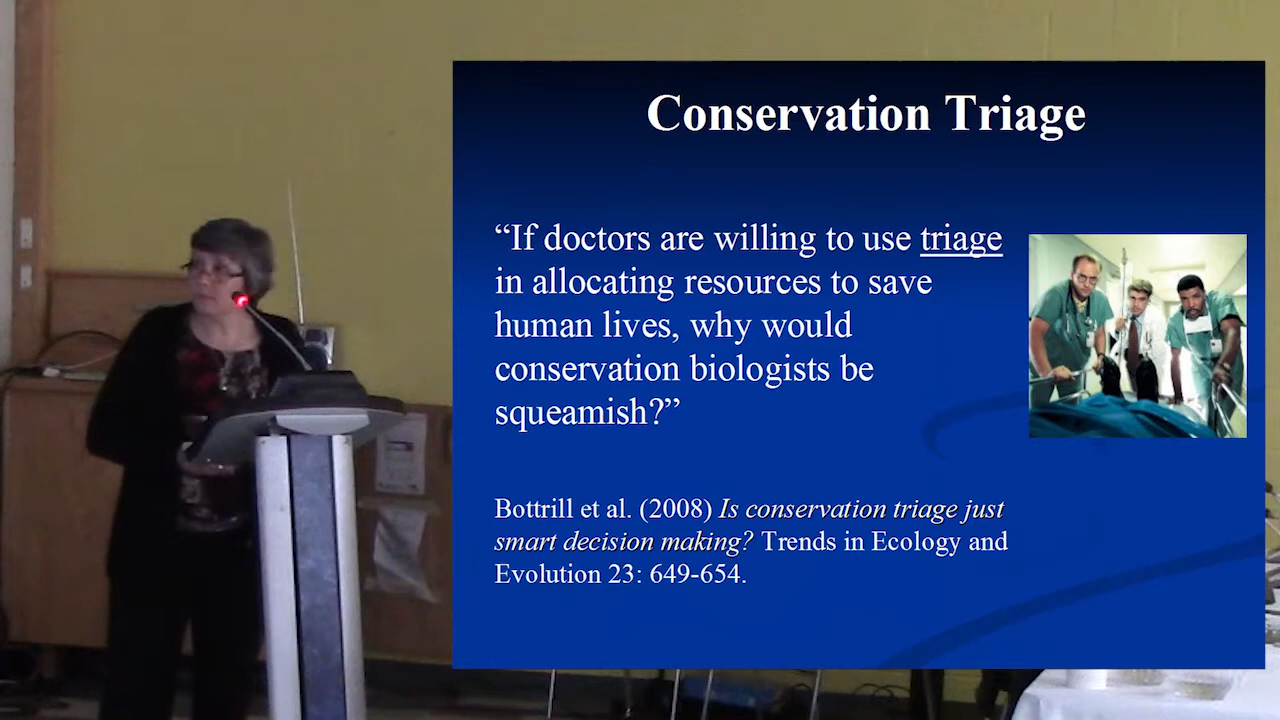 Conservation Triage
“If doctors are willing to use triage
in allocating resources to save
human lives, why would
conservation biologists be
squeamish?”
Bottrill et al. (2008) Is conservation triage just
smart decision making? Trends in Ecology and
Evolution 23: 649-654.